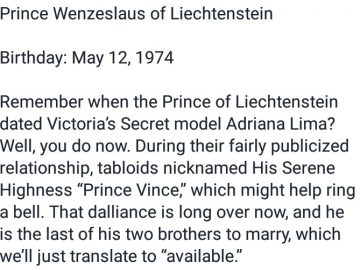 Prince Wenzeslaus of Liechtenstein
Birthday: May 12, 1974
Remember when the Prince of Liechtenstein
dated Victoria’s Secret model Adriana Lima?
Well, you do now. During their fairly publicized
relationship, tabloids nicknamed His Serene
Highness “Prince Vince,” which might help ring
a bell. That dalliance is long over now, and he
is the last of his two brothers to marry, which
we’ll just translate to “available.”